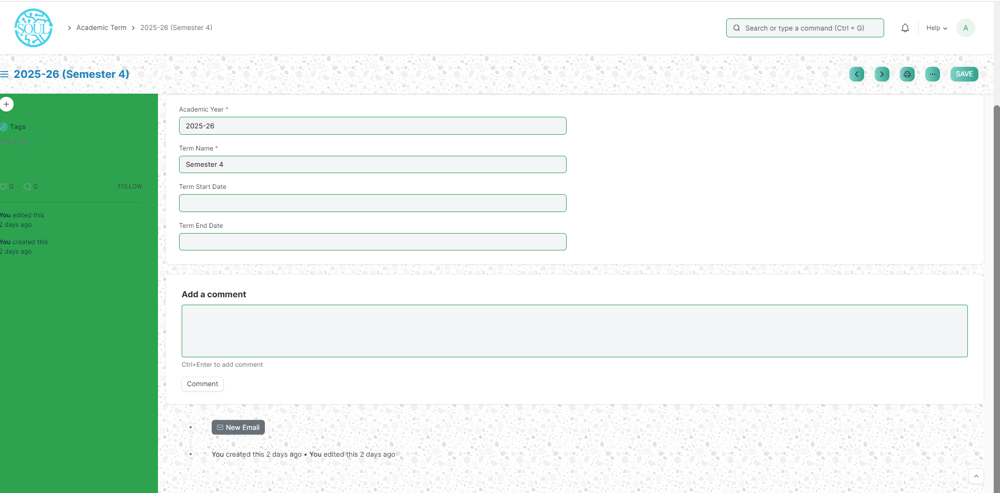 SOUL
Academic Term
2025-26 (Semester 4)
Search or type a command (Ctrl + G)
Help
A
2025-26 (Semester 4)
SAVE
Tags
Add a tag ...
0 · 0
FOLLOW
You edited this
2 days ago
You created this
2 days ago
Academic Year *
2025-26
Term Name *
Semester 4
Term Start Date
Term End Date
Add a comment
Ctrl+Enter to add comment
Comment
New Email
You created this 2 days ago • You edited this 2 days ago